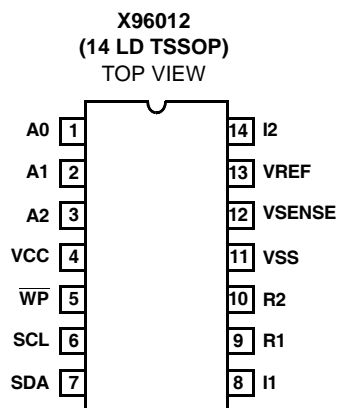 X96012
(14 LD TSSOP)
TOP VIEW
A0 1 14 I2
A1 2 13 VREF
A2 3 12 VSENSE
VCC 4 11 VSS
WP 5 10 R2
SCL 6 9 R1
SDA 7 8 I1